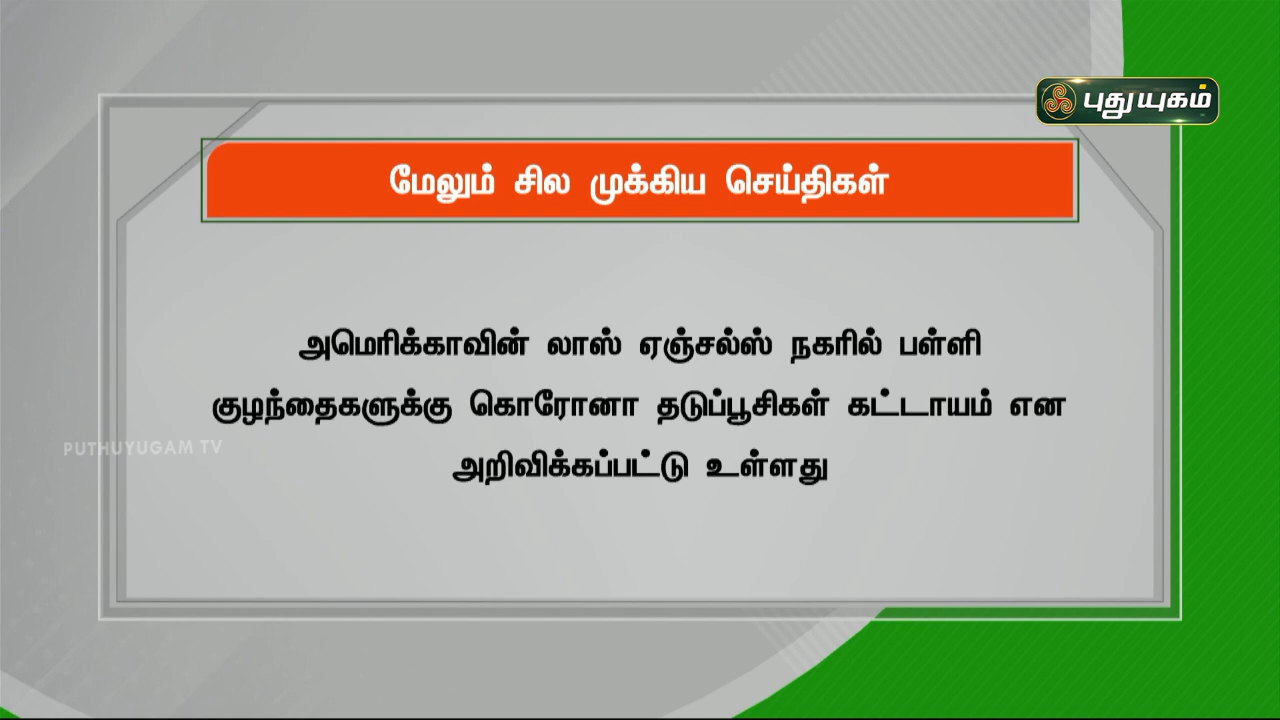 புதுயுகம்
மேலும் சில முக்கிய செய்திகள்
அமெரிக்காவின் லாஸ் ஏஞ்சல்ஸ் நகரில் பள்ளி
குழந்தைகளுக்கு கொரோனா தடுப்பூசிகள் கட்டாயம் என
PUTHUYUGAM TV
அறிவிக்கப்பட்டு உள்ளது